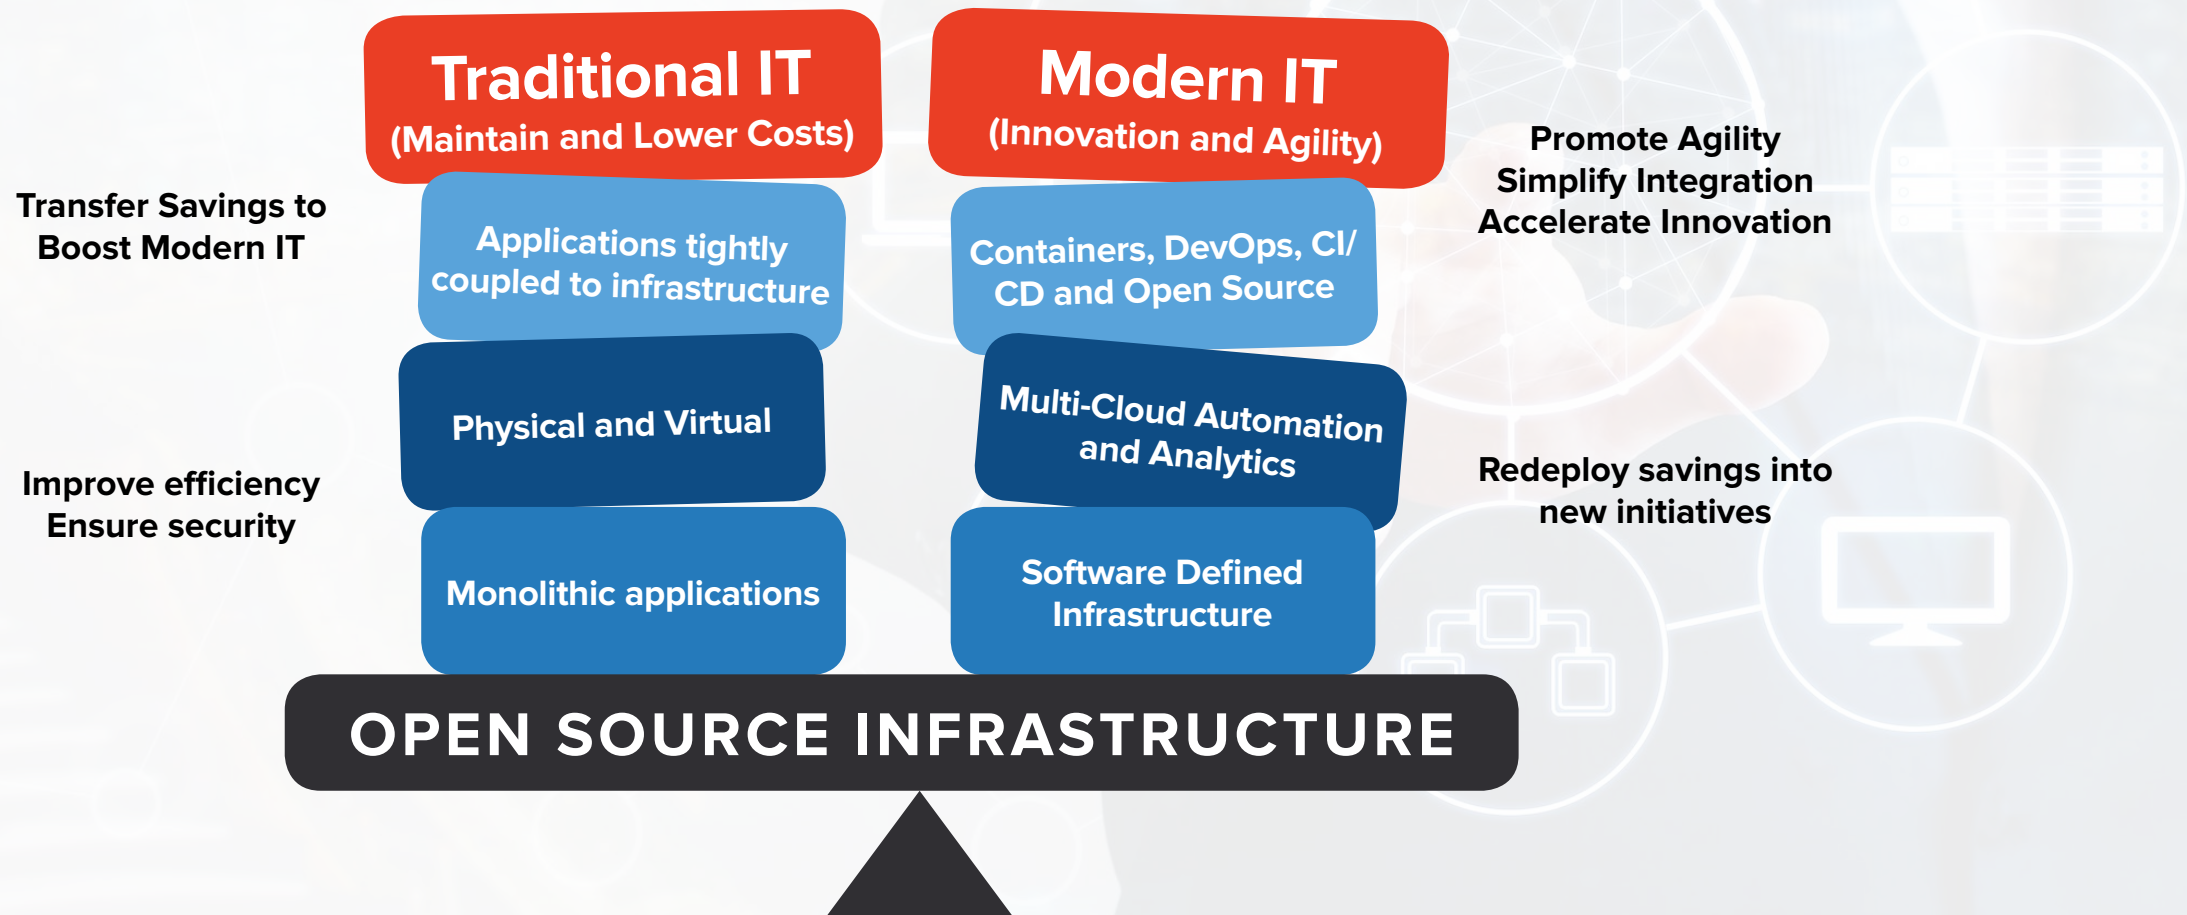 Traditional IT
(Maintain and Lower Costs)
Modern IT
(Innovation and Agility)
Transfer Savings to
Boost Modern IT
Applications tightly
coupled to infrastructure
Containers, DevOps, CI/
CD and Open Source
Promote Agility
Simplify Integration
Accelerate Innovation
Physical and Virtual
Multi-Cloud Automation
and Analytics
Improve efficiency
Ensure security
Redeploy savings into
new initiatives
Monolithic applications
Software Defined
Infrastructure
OPEN SOURCE INFRASTRUCTURE